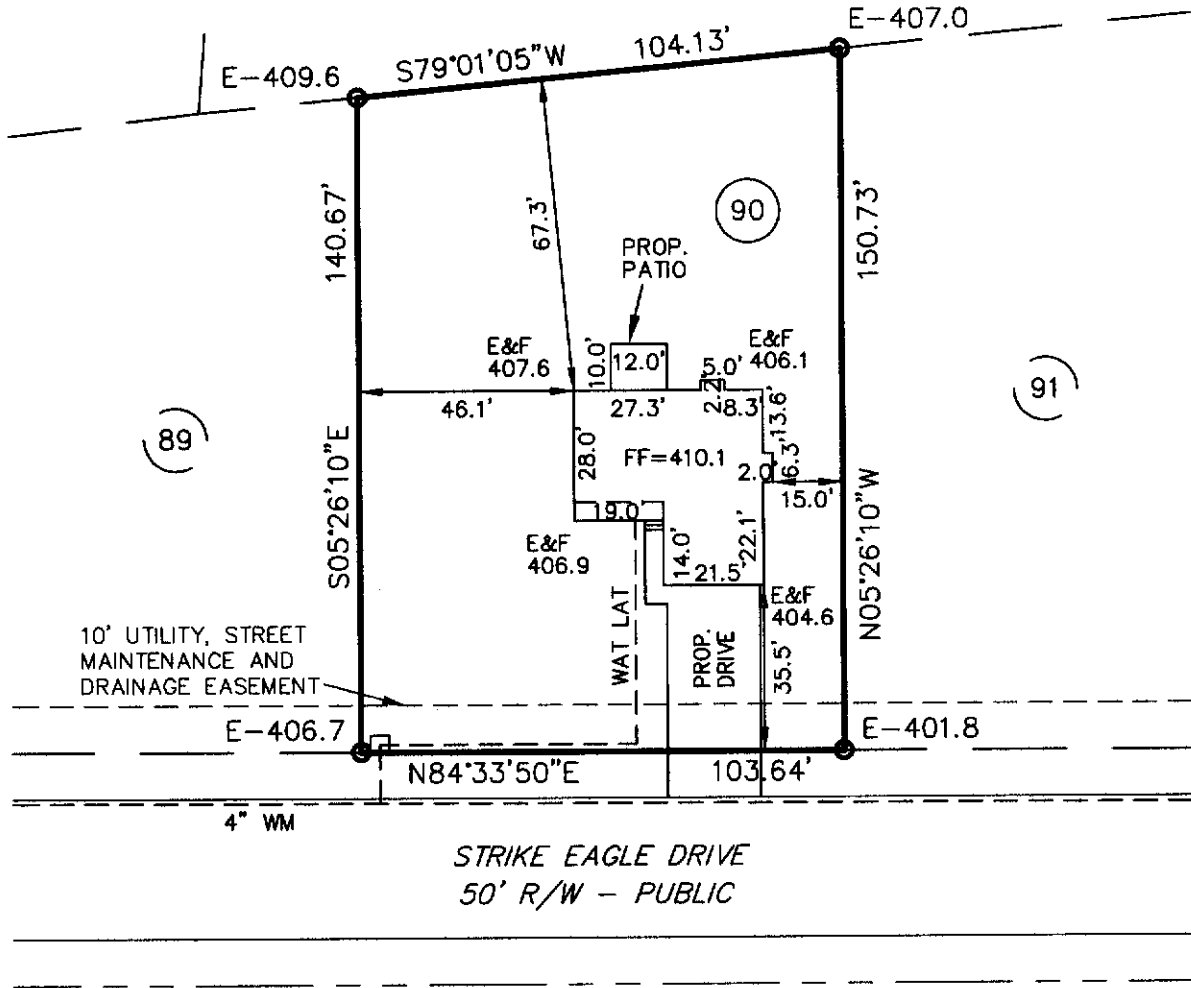 E-407.0
104.13'
S79°01'05"W
E-409.6
140.67'
67.3'
90
150.73'
PROP.
PATIO
E&F
407.6
10.0'
12.0'
5.0'
E&F
406.1
46.1'
27.3'
2.2'
8.3'
13.6'
91
89
28.0'
FF=410.1
2.0'
6.3'
15.0'
S05°26'10"E
19.0'
E&F
406.9
14.0'
22.1'
21.5'
N05°26'10"W
E&F
404.6
10' UTILITY, STREET
MAINTENANCE AND
DRAINAGE EASEMENT
WAT LAT
PROP.
DRIVE
35.5'
E-406.7
E-401.8
N84°33'50"E
103.64'
4" WM
STRIKE EAGLE DRIVE
50' R/W - PUBLIC